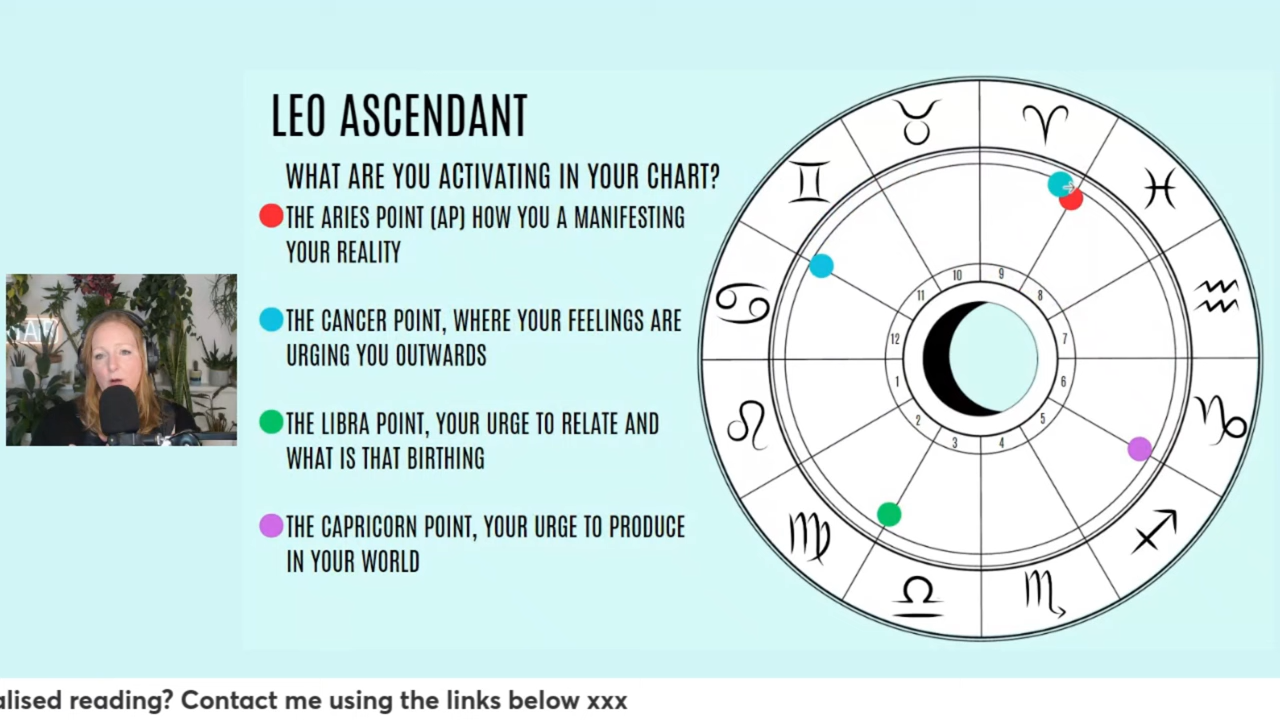 LEO ASCENDANT
WHAT ARE YOU ACTIVATING IN YOUR CHART?
THE ARIES POINT (AP) HOW YOU A MANIFESTING
YOUR REALITY
THE CANCER POINT, WHERE YOUR FEELINGS ARE
URGING YOU OUTWARDS
THE LIBRA POINT, YOUR URGE TO RELATE AND
WHAT IS THAT BIRTHING
THE CAPRICORN POINT, YOUR URGE TO PRODUCE
IN YOUR WORLD
♈
♉
♊
♋
♌
♍
♎
♏
♐
♑
♒
♓
1
2
3
4
5
6
7
8
9
10
11
12
reading? Contact me using the links below xxx